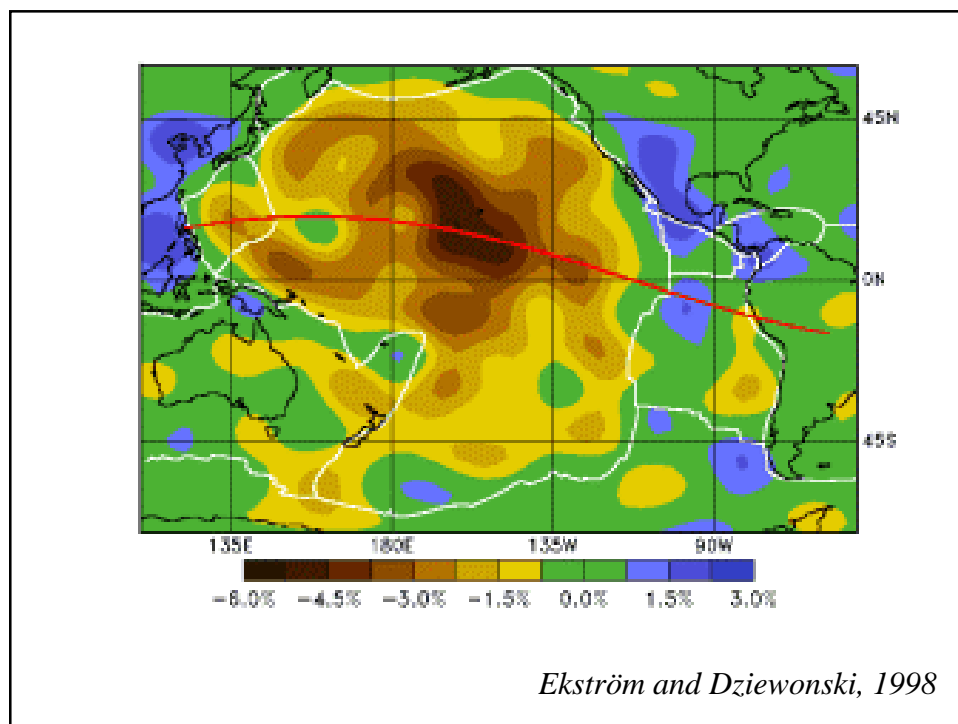 45N
0N
45S
135E 180E 135W 90W
-6.0% -4.5% -3.0% -1.5% 0.0% 1.5% 3.0%
Ekström and Dziewonski, 1998